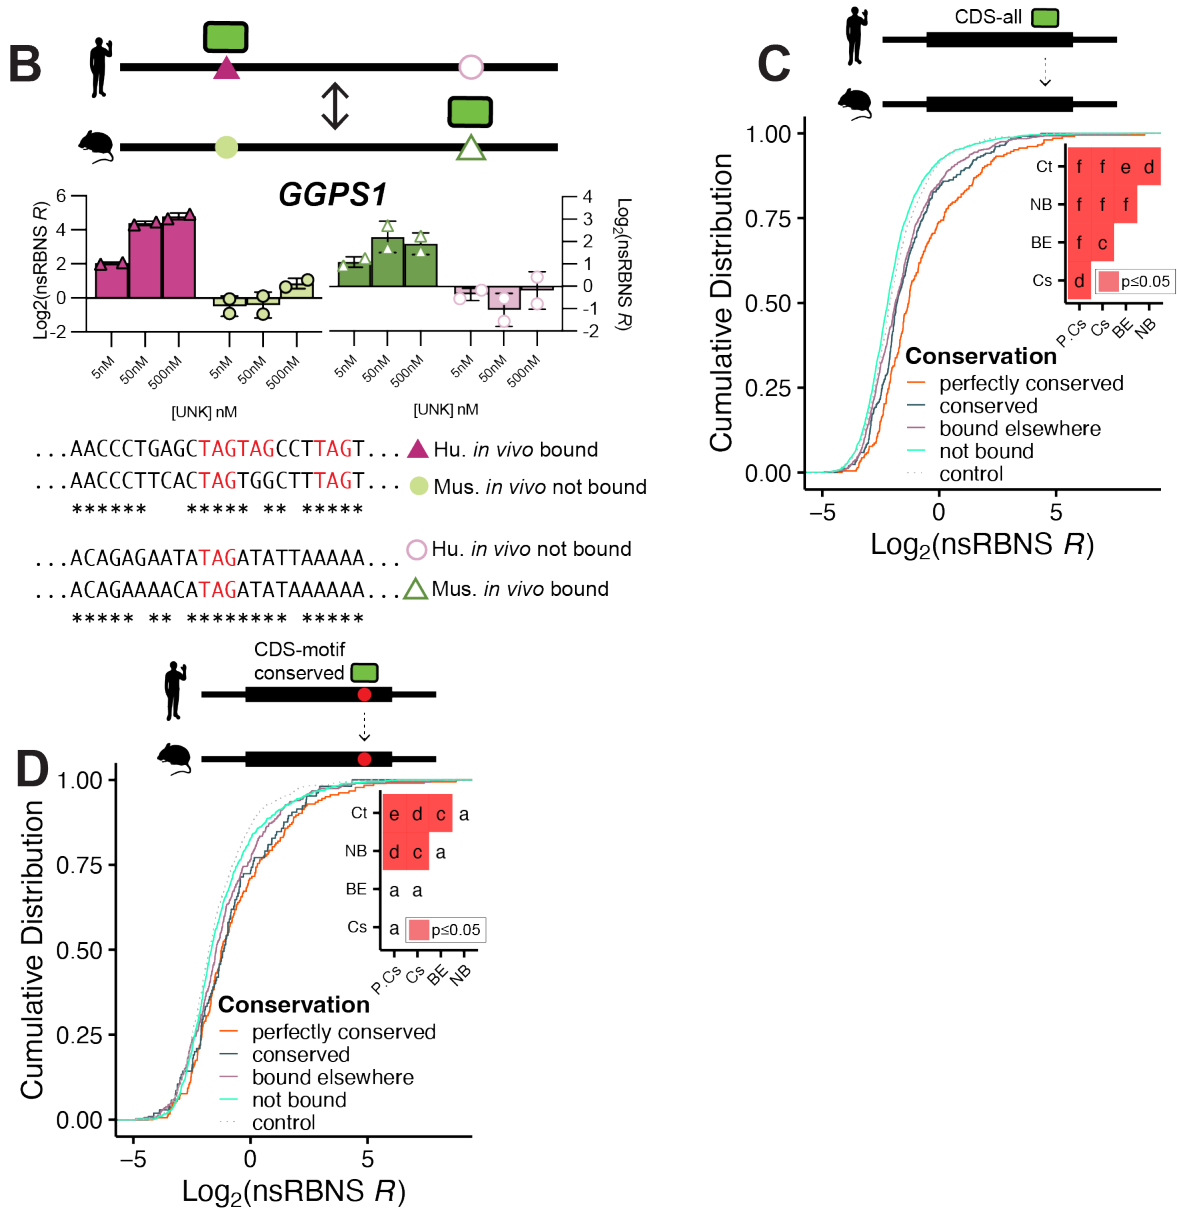 B
GGPS1
Log2(nsRBNS R)
6
4
2
0
-2
4
3
2
1
0
-1
-2
Log2(nsRBNS R)
5nM
50nM
500nM
5nM
50nM
500nM
5nM
50nM
500nM
5nM
50nM
500nM
[UNK] nM
[UNK] nM
...AACCCTGAGCTAGTAGCCTTAGT... Hu. in vivo bound
...AACCCTTCACTAGTGGCTTTAGT... Mus. in vivo not bound
****** ***** ** *****
...ACAGAGAATATAGATATTAAAAA... Hu. in vivo not bound
...ACAGAAAACATAGATATAAAAAA... Mus. in vivo bound
***** ** ******** *****
C
CDS-all
Cumulative Distribution
1.00
0.75
0.50
0.25
0.00
−5
0
5
Log2(nsRBNS R)
Ct f f e d
NB f f f
BE f c
Cs d
p≤0.05
P.Cs
Cs
BE
NB
Conservation
perfectly conserved
conserved
bound elsewhere
not bound
control
CDS-motif
conserved
D
Cumulative Distribution
1.00
0.75
0.50
0.25
0.00
−5
0
5
Log2(nsRBNS R)
Ct e d c a
NB d c a
BE a a
Cs a
p≤0.05
P.Cs
Cs
BE
NB
Conservation
perfectly conserved
conserved
bound elsewhere
not bound
control